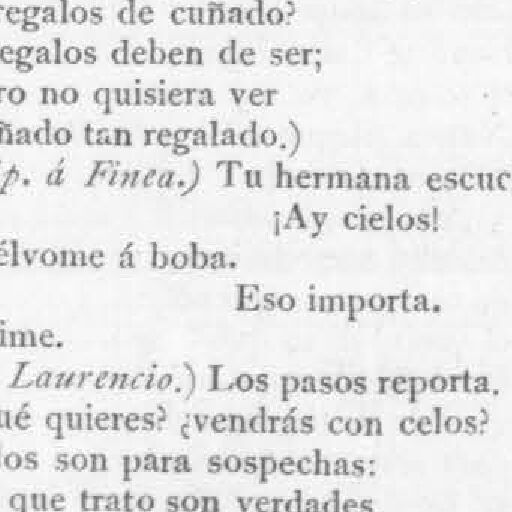 regalos de cuñado?
egalos deben de ser;
ro no quisiera ver
ñado tan regalado.)
p. á Finea.) Tu hermana escuc
¡Ay cielos!
élvome á boba.
Eso importa.
ime.
Laurencio.) Los pasos reporta.
ué quieres? ¿vendrás con celos?
los son para sospechas:
que trato son verdades